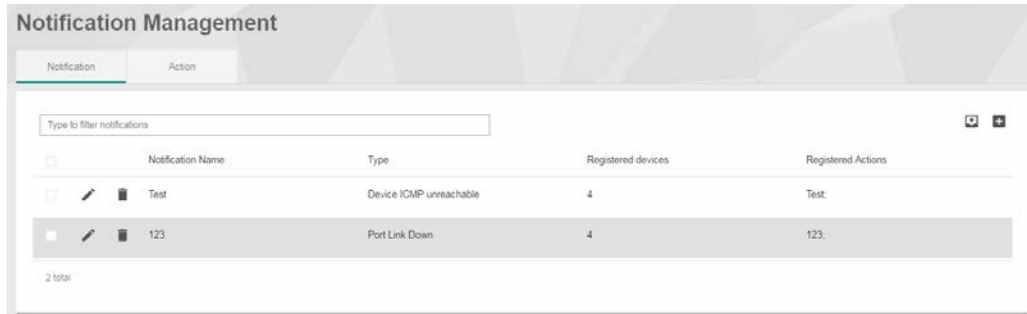 Notification Management
Notification Action
Type to filter notifications
Notification Name Type Registered devices Registered Actions
Test Device ICMP unreachable 4 Test;
123 Port Link Down 4 123;
2 total